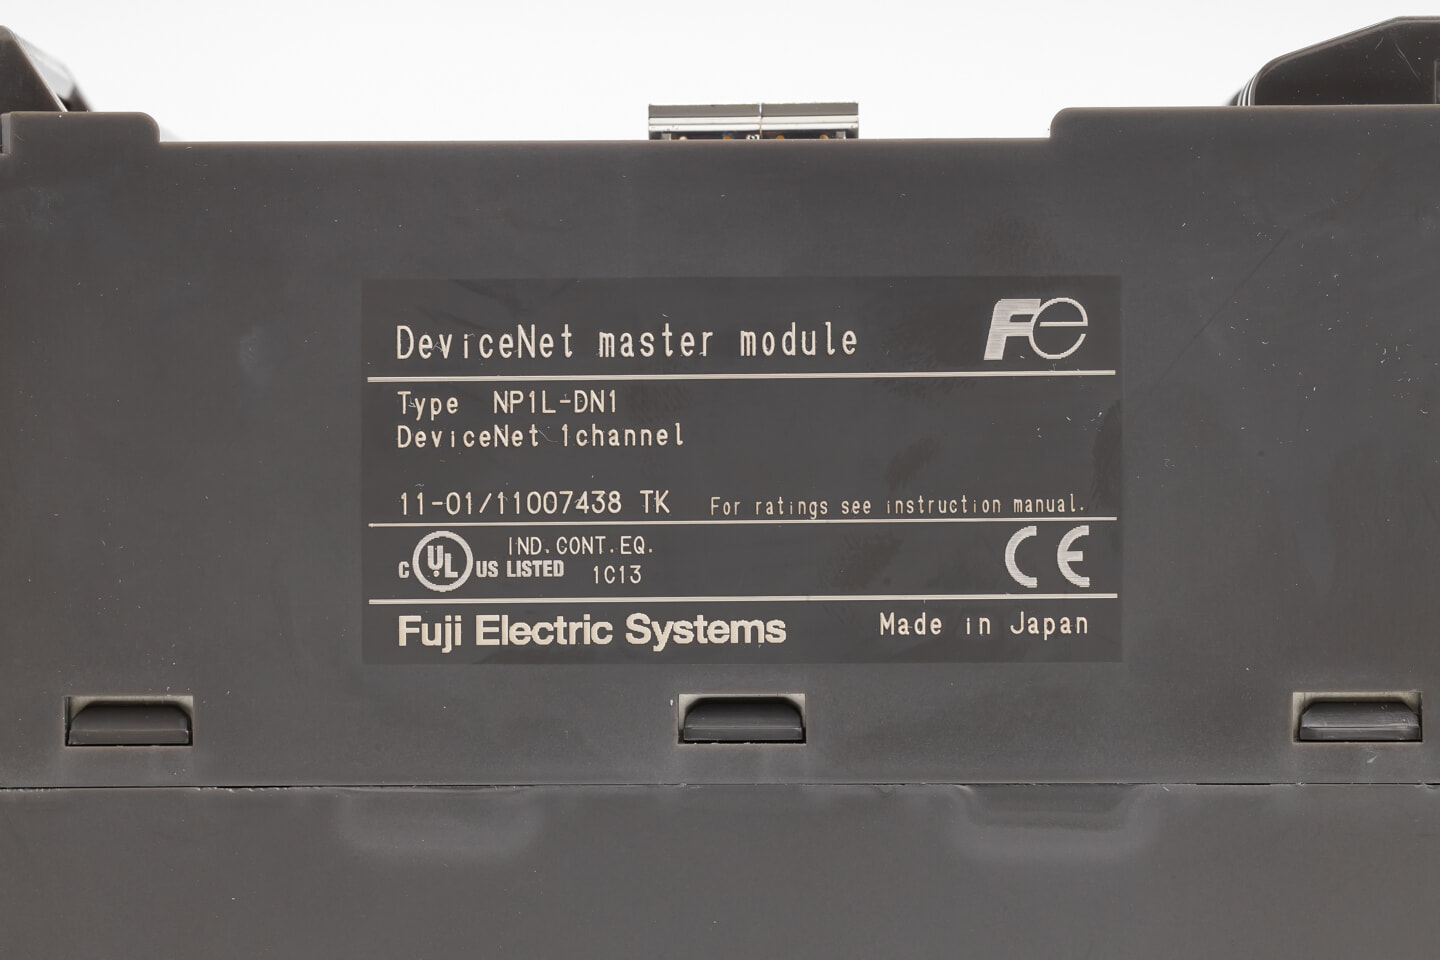 DeviceNet master module
Fe
Type NP1L-DN1
DeviceNet 1channel
11-01/11007438 TK For ratings see instruction manual.
c UL US LISTED IND. CONT. EQ. 1C13
CE
Fuji Electric Systems Made in Japan